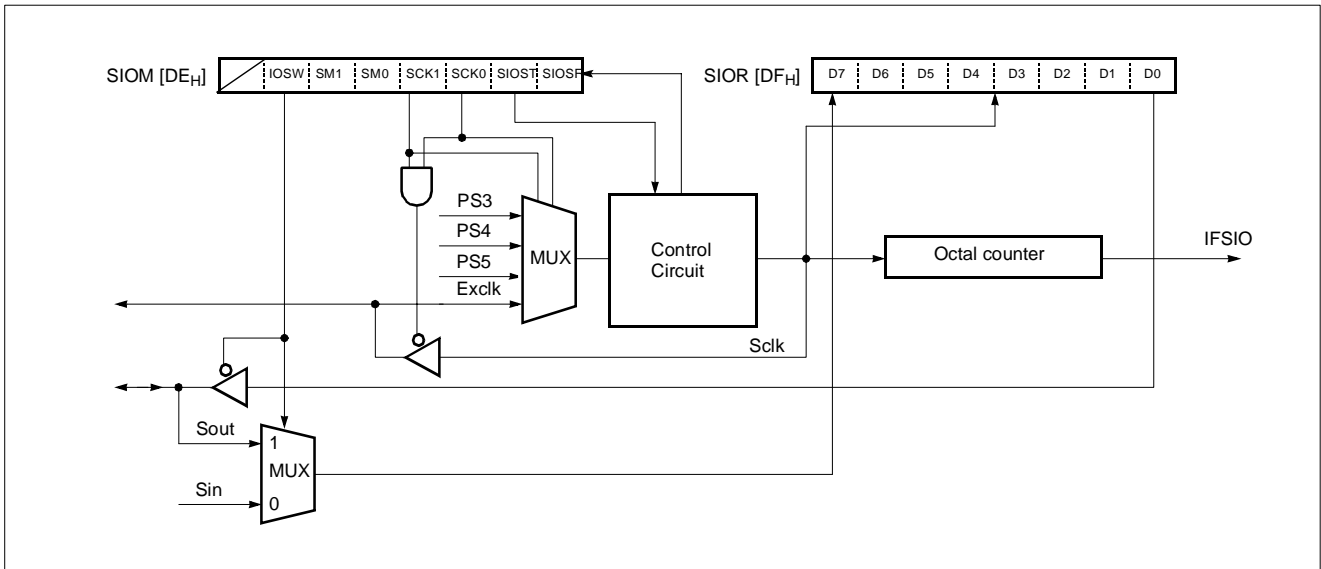 SIOM [DEH]
IOSW SM1 SM0 SCK1 SCK0 SIOST SIOSF
SIOR [DFH]
D7 D6 D5 D4 D3 D2 D1 D0
PS3
PS4
PS5
Exclk
MUX
Control
Circuit
Octal counter
IFSIO
Sclk
Sout
1
MUX
Sin
0